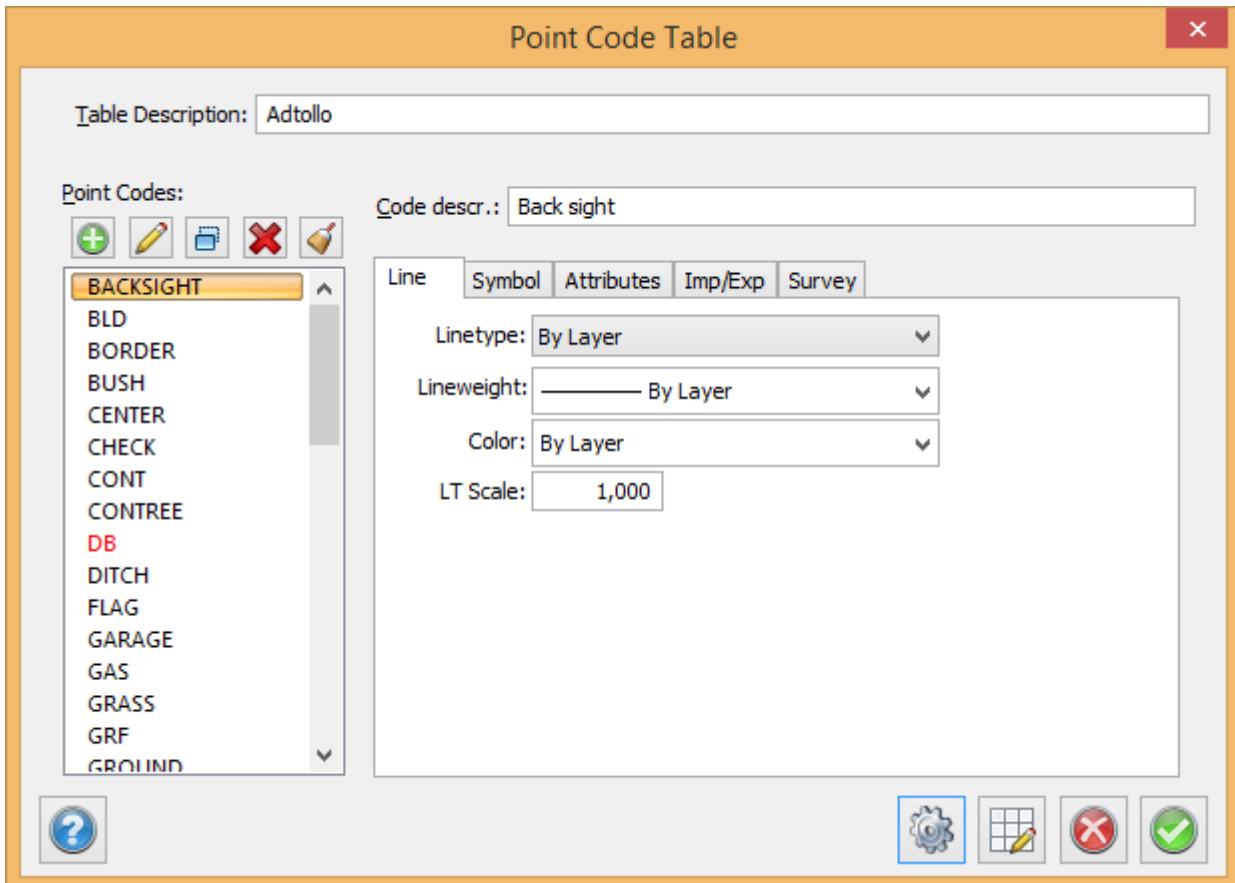 Point Code Table
Table Description: Adtollo
Point Codes:
Code descr.: Back sight
BACKSIGHT
BLD
BORDER
BUSH
CENTER
CHECK
CONT
CONTREE
DB
DITCH
FLAG
GARAGE
GAS
GRASS
GRF
GROUND
Line Symbol Attributes Imp/Exp Survey
Linetype: By Layer
Lineweight: By Layer
Color: By Layer
LT Scale: 1,000